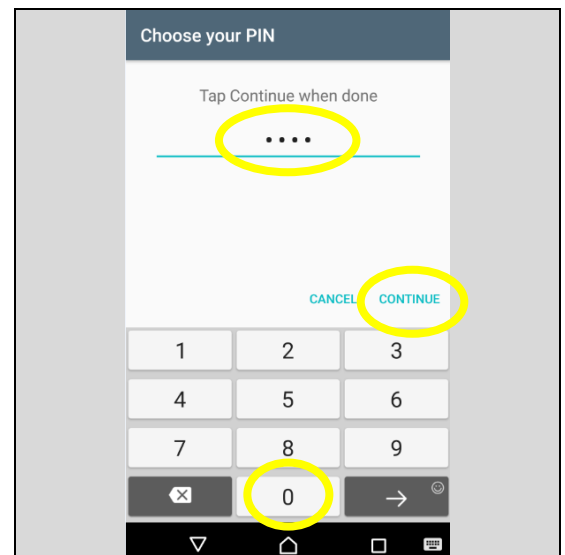 Choose your PIN
Tap Continue when done
••••
CANCEL CONTINUE
1 2 3
4 5 6
7 8 9
0